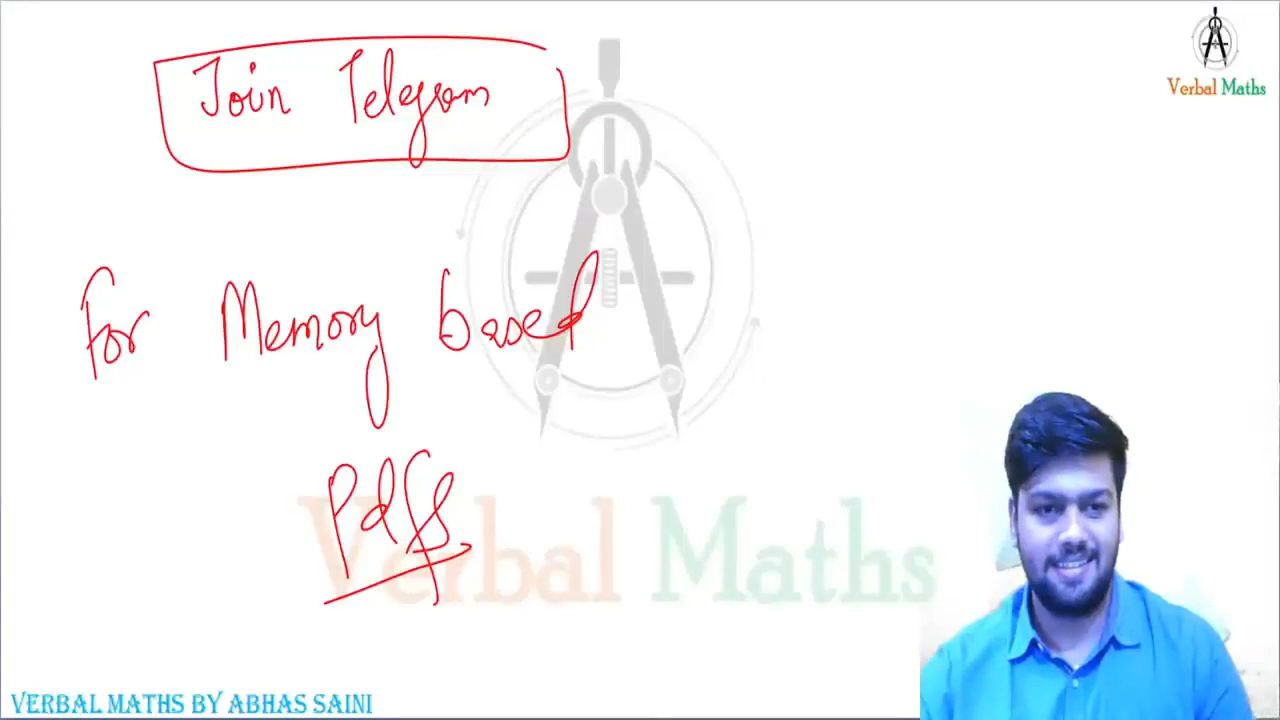 Join Telegram
Verbal Maths
For Memory based
Pdfs
Verbal Maths
VERBAL MATHS BY ABHAS SAINI